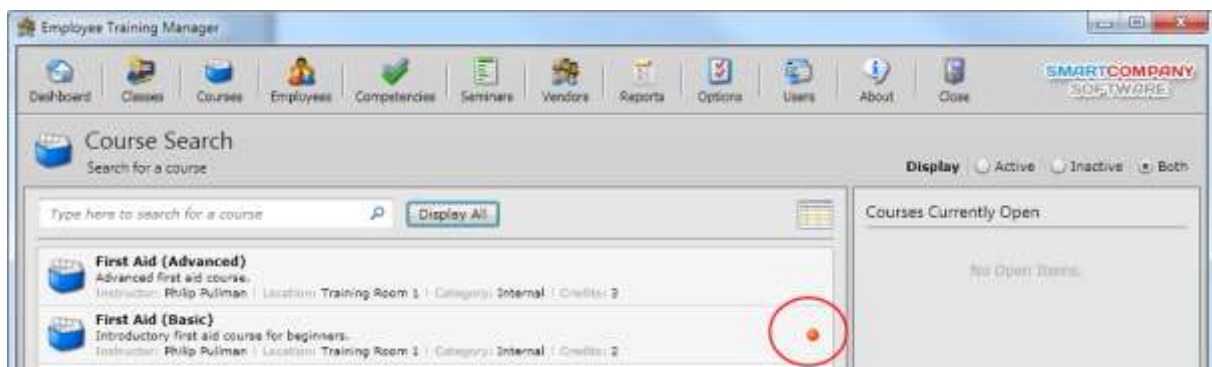 Employee Training Manager
Dashboard Classes Courses Employees Competencies Seminars Vendors Reports Options Users About Close
SMARTCOMPANY
SOFTWARE
Course Search
Search for a course
Display Active Inactive Both
Type here to search for a course
Display All
Courses Currently Open
No Open Items.
First Aid (Advanced)
Advanced first aid course.
Instructor: Philip Pullman | Location: Training Room 1 | Category: Internal | Credits: 3
First Aid (Basic)
Introductory first aid course for beginners.
Instructor: Philip Pullman | Location: Training Room 1 | Category: Internal | Credits: 2